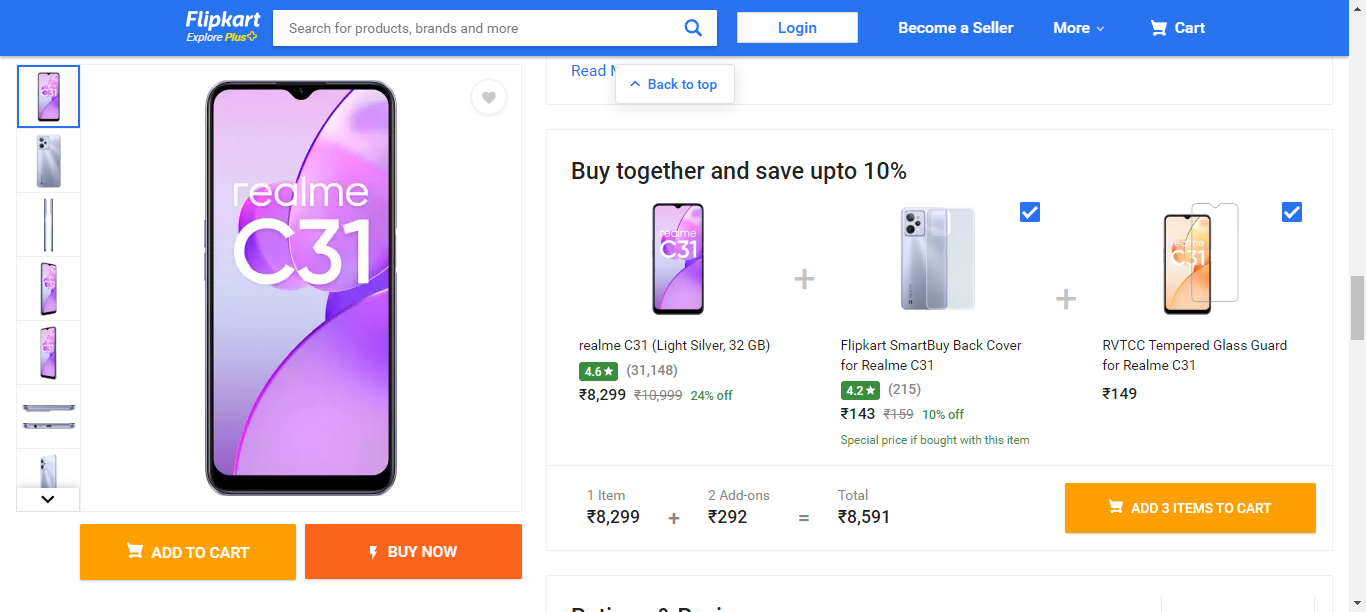 Flipkart
Explore Plus
Search for products, brands and more
Login
Become a Seller
More
Cart
realme
C31
ADD TO CART
BUY NOW
Read
Back to top
Buy together and save upto 10%
realme
C31
realme
C31
realme C31 (Light Silver, 32 GB)
4.6★ (31,148)
₹8,299 ₹10,999 24% off
+
Flipkart SmartBuy Back Cover
for Realme C31
4.2★ (215)
₹143 ₹159 10% off
Special price if bought with this item
+
RVTCC Tempered Glass Guard
for Realme C31
₹149
1 Item
₹8,299
+
2 Add-ons
₹292
=
Total
₹8,591
ADD 3 ITEMS TO CART